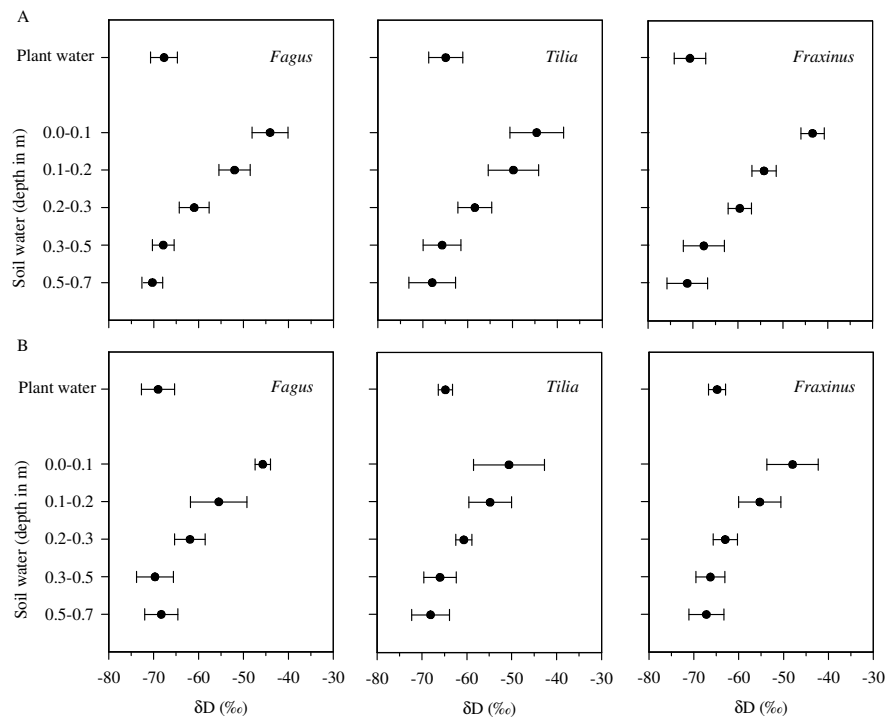 A
Plant water
Fagus
Tilia
Fraxinus
Soil water (depth in m)
0.0-0.1
0.1-0.2
0.2-0.3
0.3-0.5
0.5-0.7
B
Plant water
Fagus
Tilia
Fraxinus
Soil water (depth in m)
0.0-0.1
0.1-0.2
0.2-0.3
0.3-0.5
0.5-0.7
-80 -70 -60 -50 -40 -30 -80 -70 -60 -50 -40 -30 -80 -70 -60 -50 -40 -30
δD (‰) δD (‰) δD (‰)